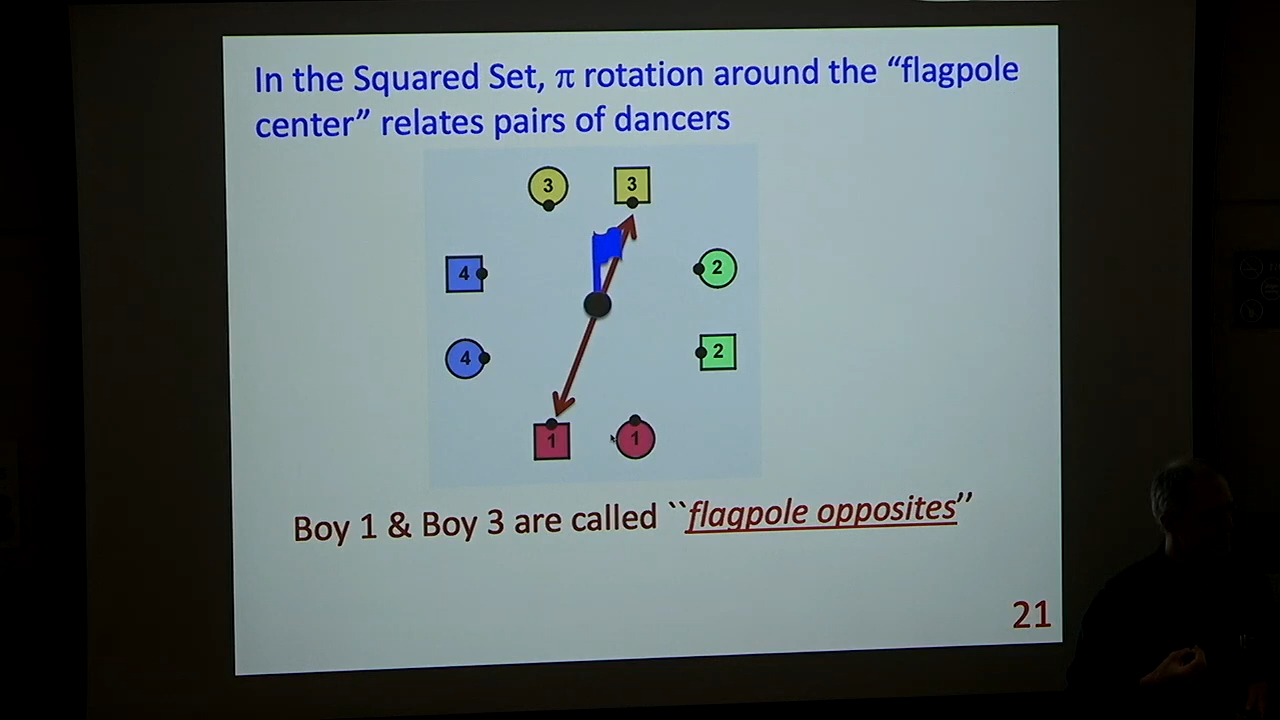 In the Squared Set, π rotation around the “flagpole
center” relates pairs of dancers
3 3
4 2
4 2
1 1
Boy 1 & Boy 3 are called ``flagpole opposites’’
21